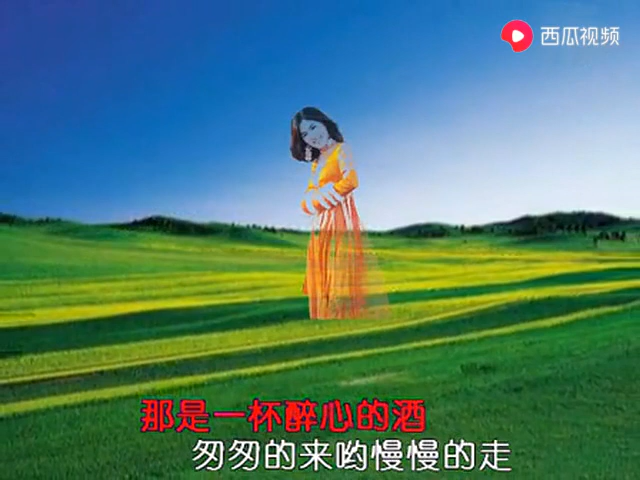 西瓜视频
那是一杯醉心的酒
匆匆的来哟慢慢的走